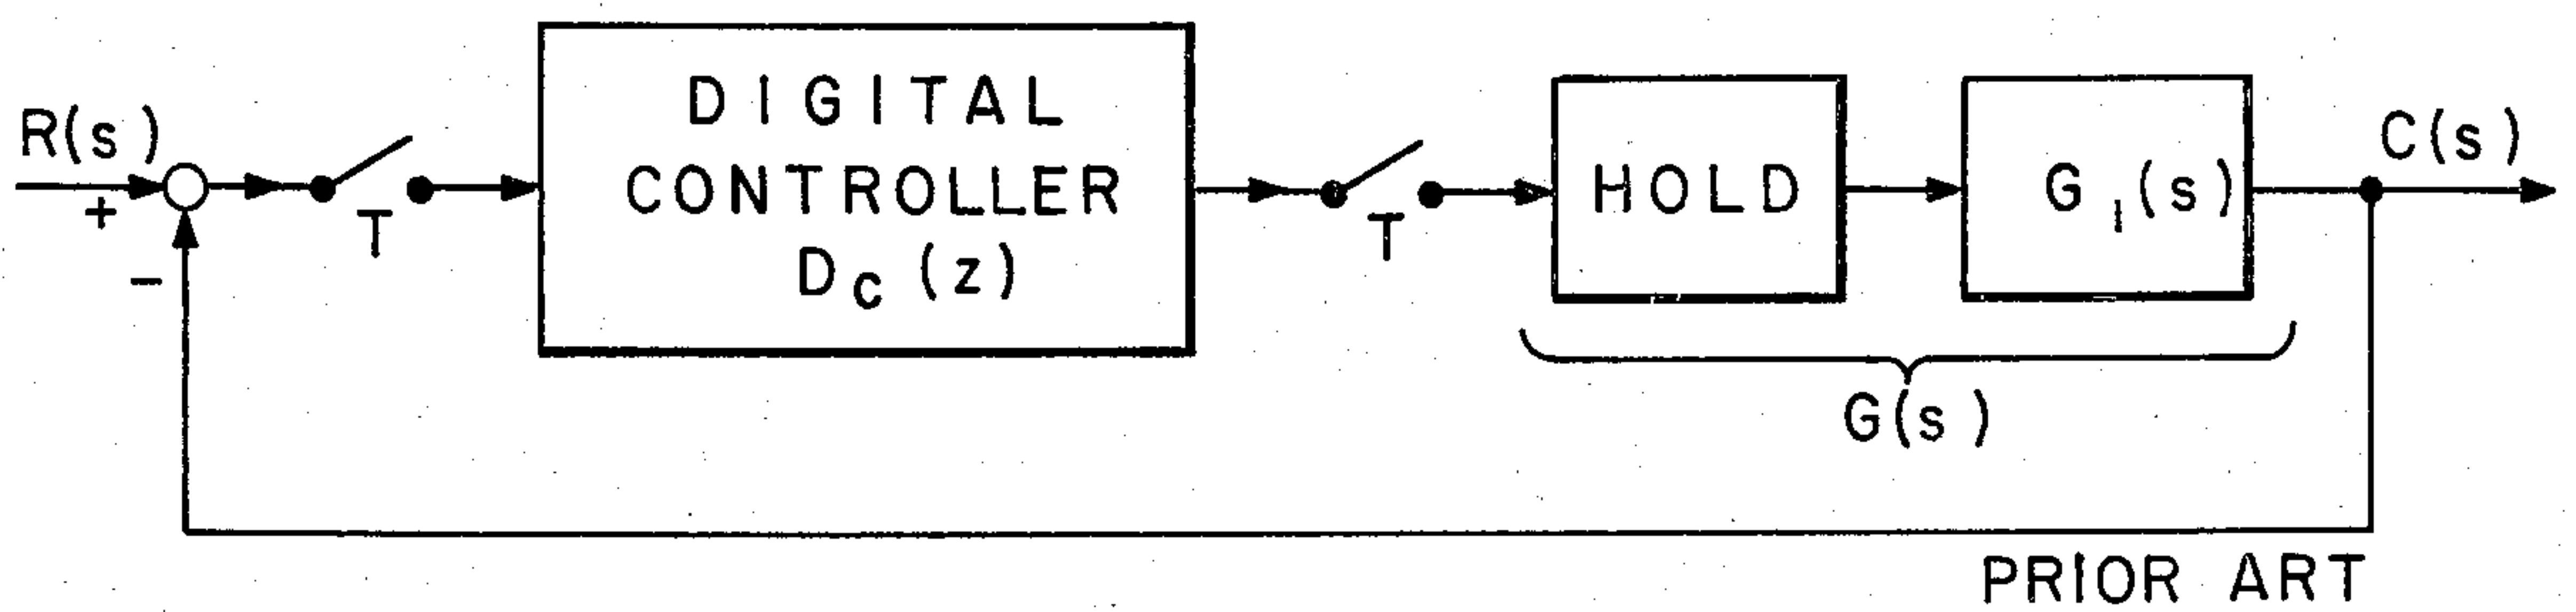 R(s)
+
−
T
DIGITAL
CONTROLLER
Dc (z)
T
HOLD
G1(s)
C(s)
G(s)
PRIOR ART